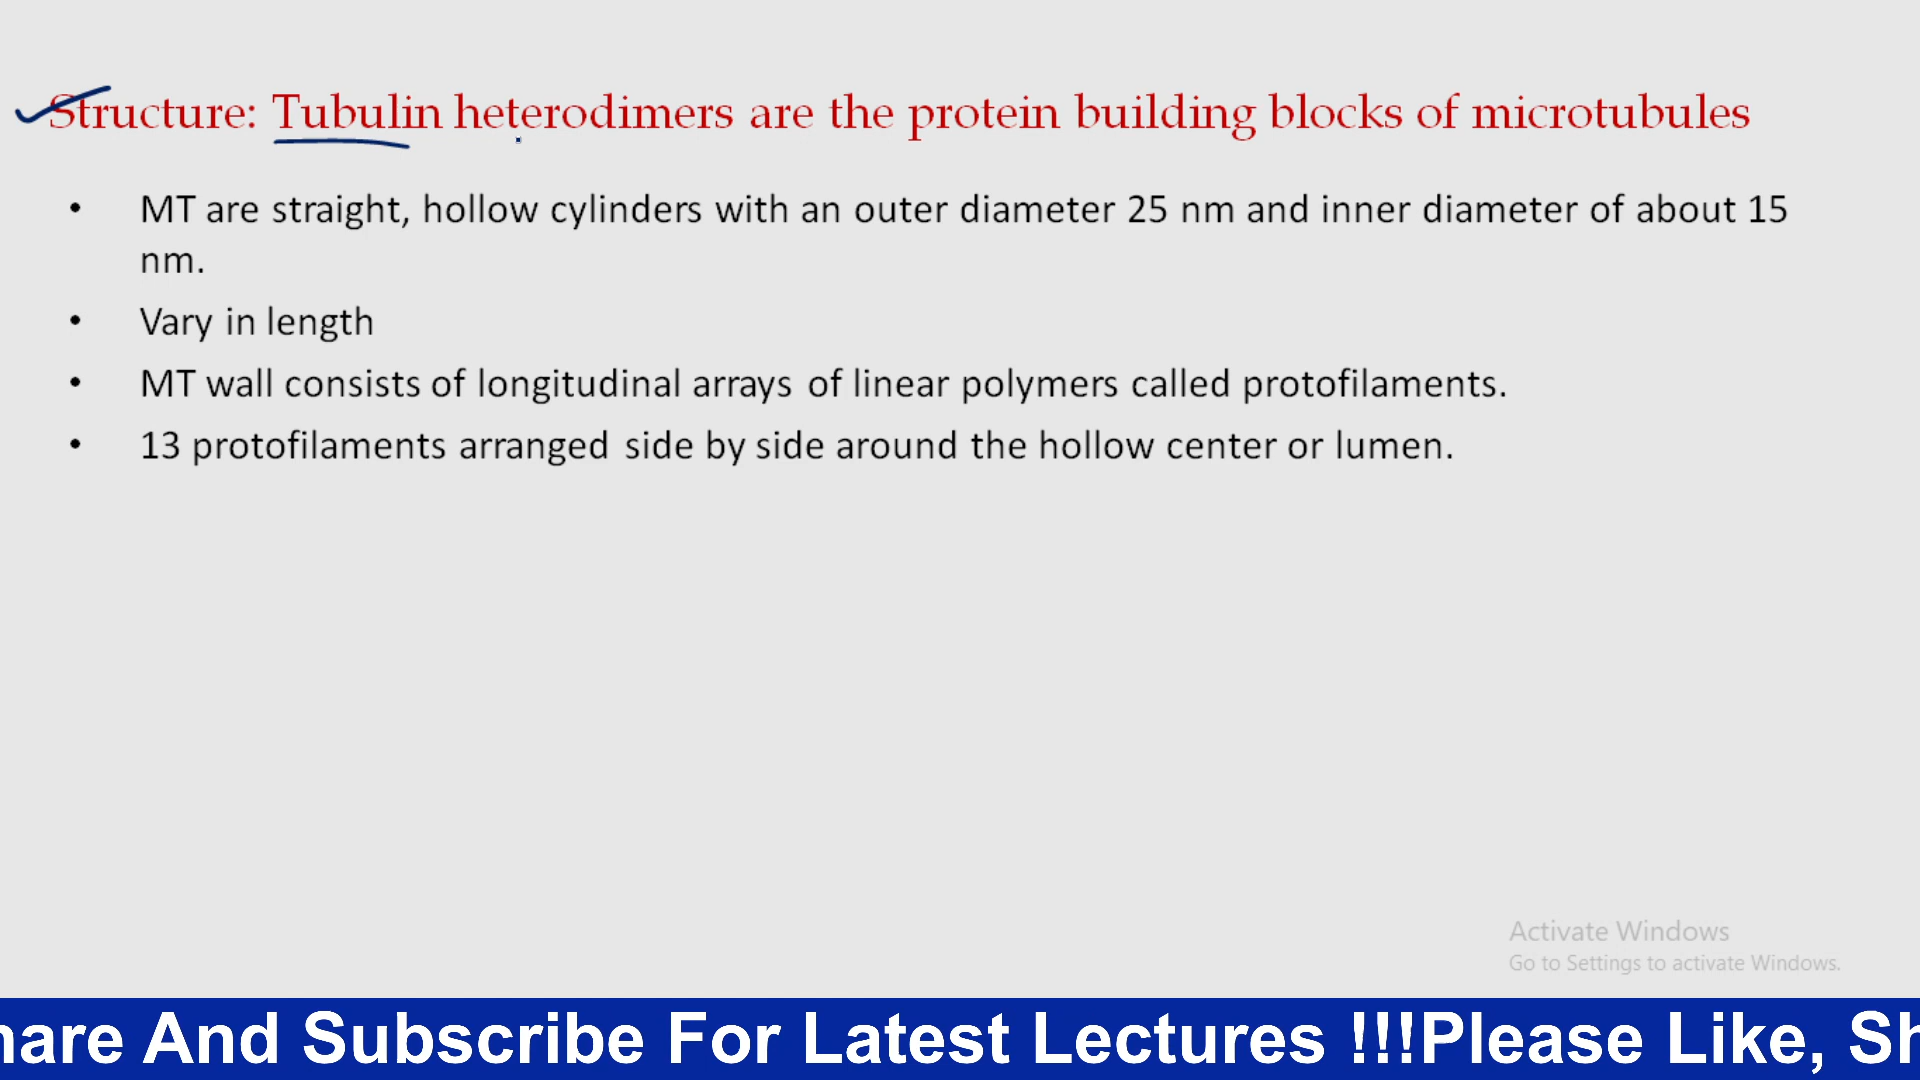 Structure: Tubulin heterodimers are the protein building blocks of microtubules
• MT are straight, hollow cylinders with an outer diameter 25 nm and inner diameter of about 15
nm.
• Vary in length
• MT wall consists of longitudinal arrays of linear polymers called protofilaments.
• 13 protofilaments arranged side by side around the hollow center or lumen.
Activate Windows
Go to Settings to activate Windows.
And Subscribe For Latest Lectures !!!Please Like,